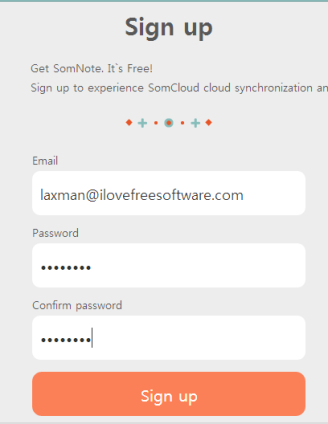 Sign up
Get SomNote. It`s Free!
Sign up to experience SomCloud cloud synchronization an
Email
laxman@ilovefreesoftware.com
Password
••••••••
Confirm password
••••••••
Sign up